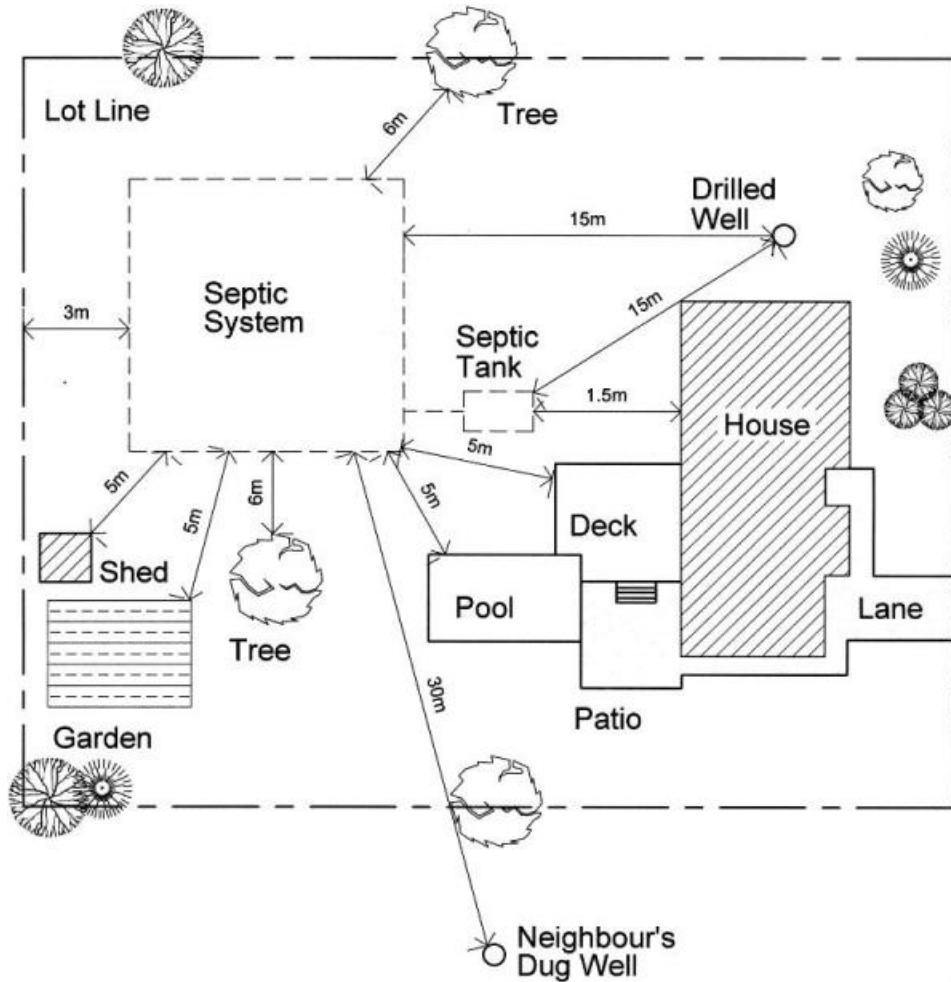 Lot Line
Tree
6m
Drilled
Well
15m
Septic
System
3m
15m
Septic
Tank
1.5m
House
5m
5m
5m
6m
5m
Deck
Shed
Pool
Lane
Tree
30m
Patio
Garden
Neighbour's
Dug Well